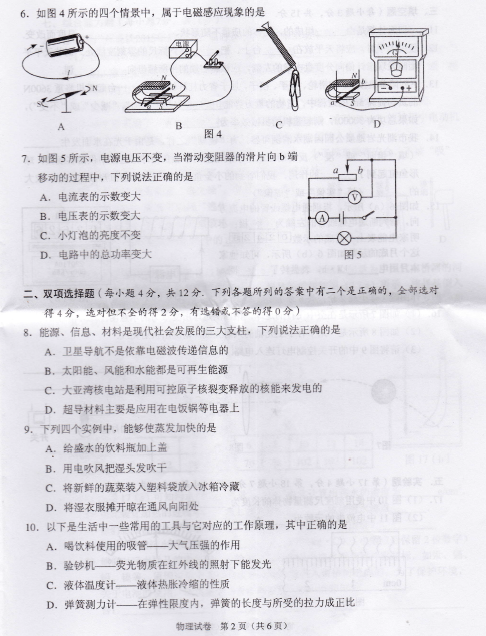 6. 如图4所示的四个情景中，属于电磁感应现象的是
A B C D
图4
7. 如图5所示，电源电压不变，当滑动变阻器的滑片向b端
移动的过程中，下列说法正确的是
A. 电流表的示数变大
B. 电压表的示数变大
C. 小灯泡的亮度不变
D. 电路中的总功率变大
a b
V
A
图5
二、双项选择题（每小题4分，共12分．下列各题所列的答案中有二个是正确的，全部选对
得4分，选对但不全的得2分，有选错或不答的得0分）
8. 能源、信息、材料是现代社会发展的三大支柱，下列说法正确的是
A. 卫星导航不是依靠电磁波传递信息的
B. 太阳能、风能和水能都是可再生能源
C. 大亚湾核电站是利用可控原子核裂变释放的核能来发电的
D. 超导材料主要是应用在电饭锅等电器上
9. 下列四个实例中，能够使蒸发加快的是
A. 给盛水的饮料瓶加上盖
B. 用电吹风把湿头发吹干
C. 将新鲜的蔬菜装入塑料袋放入冰箱冷藏
D. 将湿衣服摊开晾在通风向阳处
10. 以下是生活中一些常用的工具与它对应的工作原理，其中正确的是
A. 喝饮料使用的吸管——大气压强的作用
B. 验钞机——荧光物质在红外线的照射下能发光
C. 液体温度计——液体热胀冷缩的性质
D. 弹簧测力计——在弹性限度内，弹簧的长度与所受的拉力成正比
物理试卷 第2页（共6页）